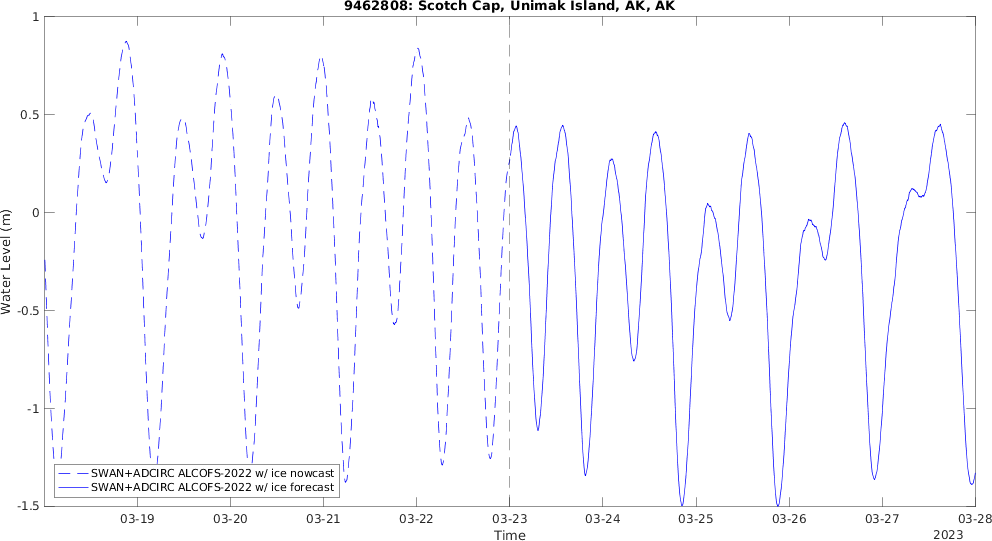 9462808: Scotch Cap, Unimak Island, AK, AK
Water Level (m)
1
0.5
0
-0.5
-1
-1.5
SWAN+ADCIRC ALCOFS-2022 w/ ice nowcast
SWAN+ADCIRC ALCOFS-2022 w/ ice forecast
03-19 03-20 03-21 03-22 03-23 03-24 03-25 03-26 03-27 03-28
Time
2023